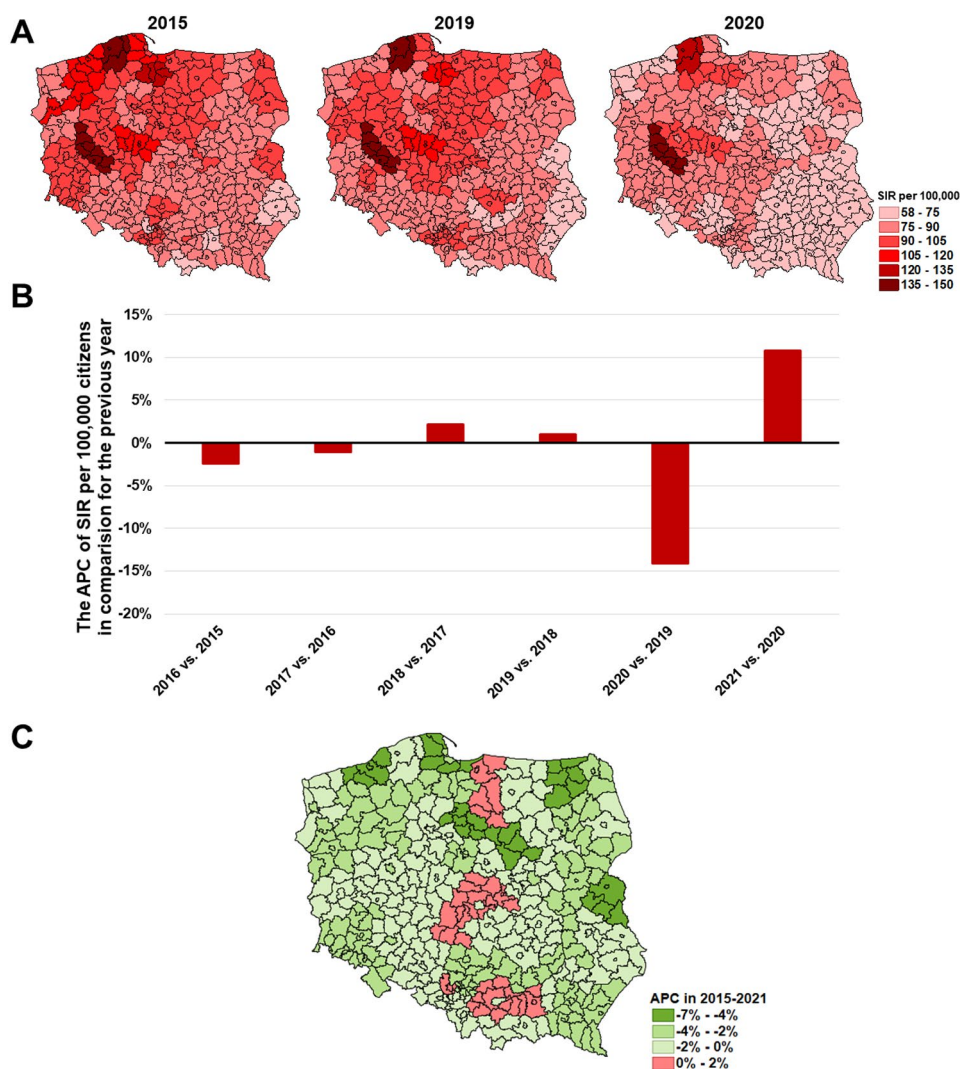 A
2015
2019
2020
SIR per 100,000
58 - 75
75 - 90
90 - 105
105 - 120
120 - 135
135 - 150
B
The APC of SIR per 100,000 citizens
in comparision for the previous year
15%
10%
5%
0%
-5%
-10%
-15%
-20%
2016 vs. 2015
2017 vs. 2016
2018 vs. 2017
2019 vs. 2018
2020 vs. 2019
2021 vs. 2020
C
APC in 2015-2021
-7% - -4%
-4% - -2%
-2% - 0%
0% - 2%